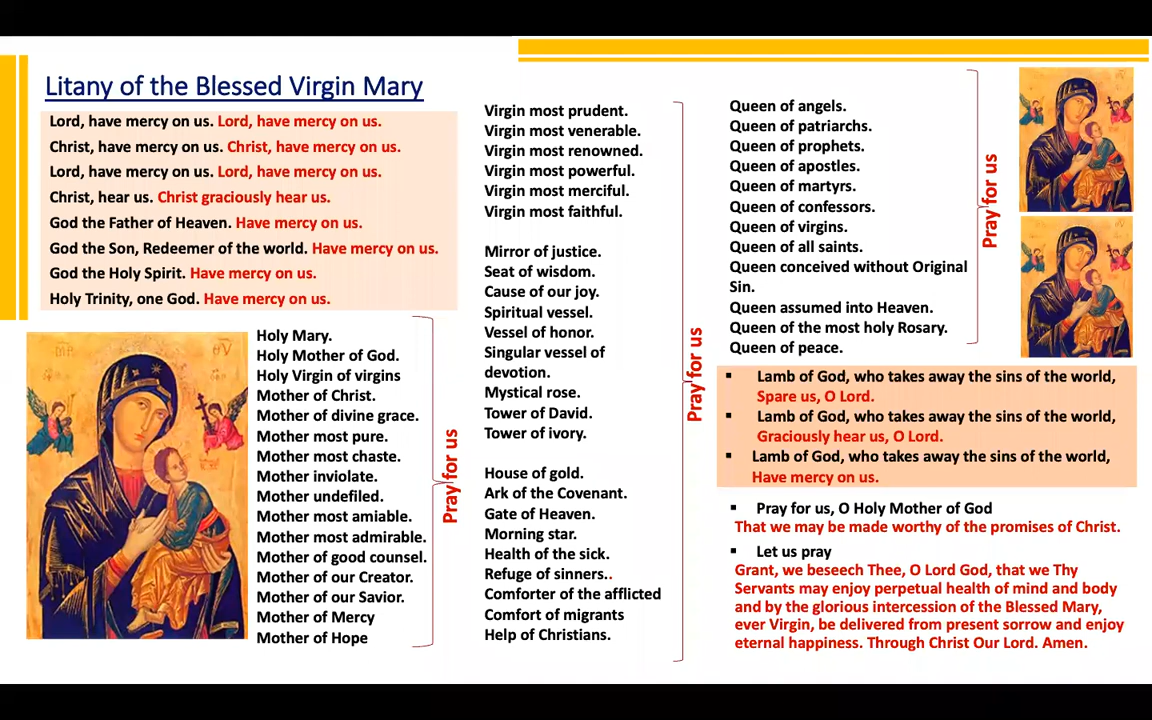 Litany of the Blessed Virgin Mary
Lord, have mercy on us. Lord, have mercy on us.
Christ, have mercy on us. Christ, have mercy on us.
Lord, have mercy on us. Lord, have mercy on us.
Christ, hear us. Christ graciously hear us.
God the Father of Heaven. Have mercy on us.
God the Son, Redeemer of the world. Have mercy on us.
God the Holy Spirit. Have mercy on us.
Holy Trinity, one God. Have mercy on us.
Holy Mary.
Holy Mother of God.
Holy Virgin of virgins
Mother of Christ.
Mother of divine grace.
Mother most pure.
Mother most chaste.
Mother inviolate.
Mother undefiled.
Mother most amiable.
Mother most admirable.
Mother of good counsel.
Mother of our Creator.
Mother of our Savior.
Mother of Mercy
Mother of Hope
Pray for us
Virgin most prudent.
Virgin most venerable.
Virgin most renowned.
Virgin most powerful.
Virgin most merciful.
Virgin most faithful.
Mirror of justice.
Seat of wisdom.
Cause of our joy.
Spiritual vessel.
Vessel of honor.
Singular vessel of
devotion.
Mystical rose.
Tower of David.
Tower of ivory.
House of gold.
Ark of the Covenant.
Gate of Heaven.
Morning star.
Health of the sick.
Refuge of sinners..
Comforter of the afflicted
Comfort of migrants
Help of Christians.
Pray for us
Queen of angels.
Queen of patriarchs.
Queen of prophets.
Queen of apostles.
Queen of martyrs.
Queen of confessors.
Queen of virgins.
Queen of all saints.
Queen conceived without Original
Sin.
Queen assumed into Heaven.
Queen of the most holy Rosary.
Queen of peace.
Pray for us
▪ Lamb of God, who takes away the sins of the world,
Spare us, O Lord.
▪ Lamb of God, who takes away the sins of the world,
Graciously hear us, O Lord.
▪ Lamb of God, who takes away the sins of the world,
Have mercy on us.
▪ Pray for us, O Holy Mother of God
That we may be made worthy of the promises of Christ.
▪ Let us pray
Grant, we beseech Thee, O Lord God, that we Thy
Servants may enjoy perpetual health of mind and body
and by the glorious intercession of the Blessed Mary,
ever Virgin, be delivered from present sorrow and enjoy
eternal happiness. Through Christ Our Lord. Amen.